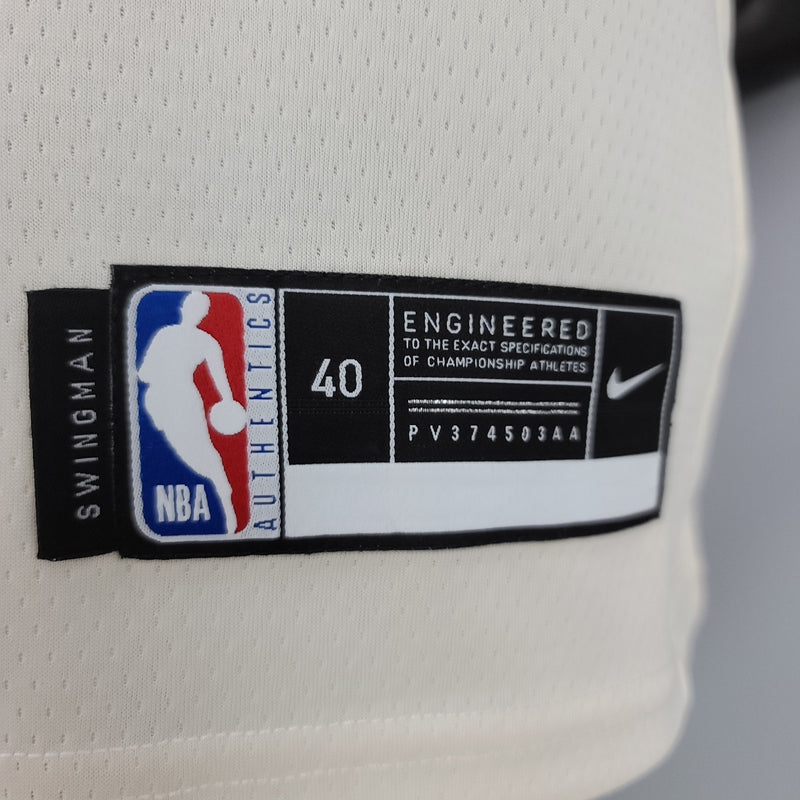 SWINGMAN
NBA
AUTHENTICS
40
ENGINEERED
TO THE EXACT SPECIFICATIONS
OF CHAMPIONSHIP ATHLETES
PV374503AA